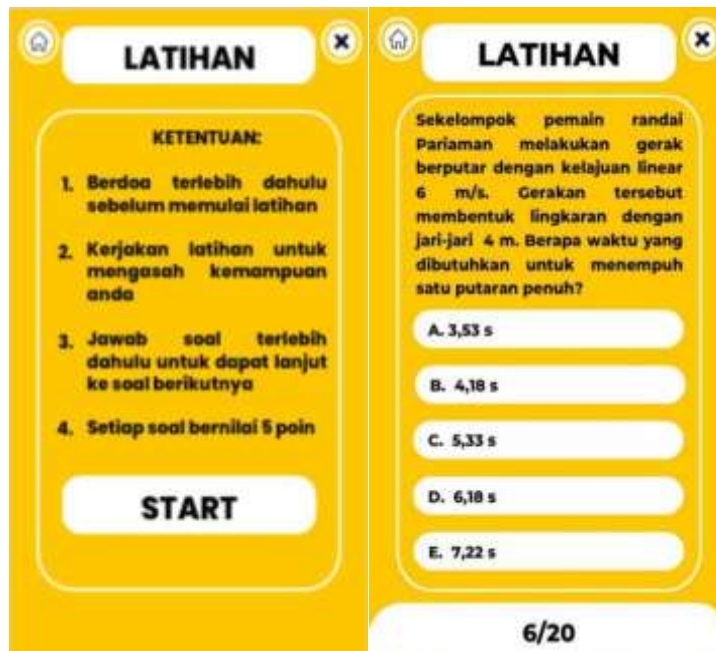 LATIHAN
KETENTUAN:
1. Berdoa terlebih dahulu
sebelum memulai latihan
2. Kerjakan latihan untuk
mengasah kemampuan
anda
3. Jawab soal terlebih
dahulu untuk dapat lanjut
ke soal berikutnya
4. Setiap soal bernilai 5 poin
START
LATIHAN
Sekelompok pemain randai
Pariaman melakukan gerak
berputar dengan kelajuan linear
6 m/s. Gerakan tersebut
membentuk lingkaran dengan
jari-jari 4 m. Berapa waktu yang
dibutuhkan untuk menempuh
satu putaran penuh?
A. 3,53 s
B. 4,18 s
C. 5,33 s
D. 6,18 s
E. 7,22 s
6/20